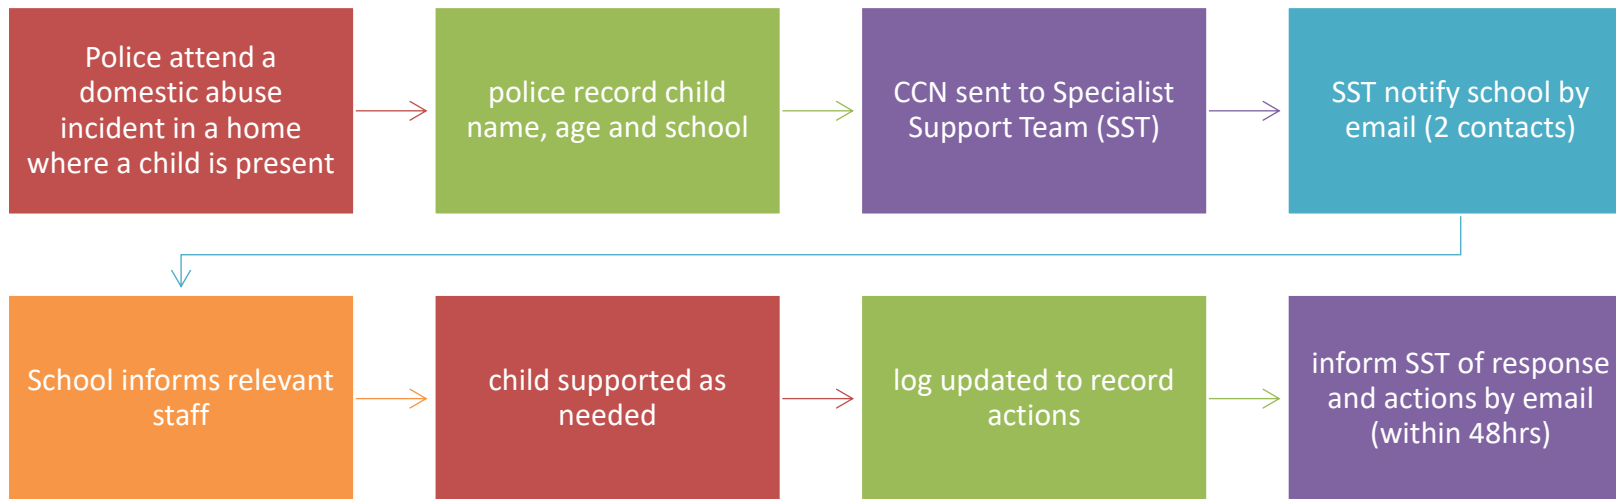 Police attend a
domestic abuse
incident in a home
where a child is present
police record child
name, age and school
CCN sent to Specialist
Support Team (SST)
SST notify school by
email (2 contacts)
School informs relevant
staff
child supported as
needed
log updated to record
actions
inform SST of response
and actions by email
(within 48hrs)